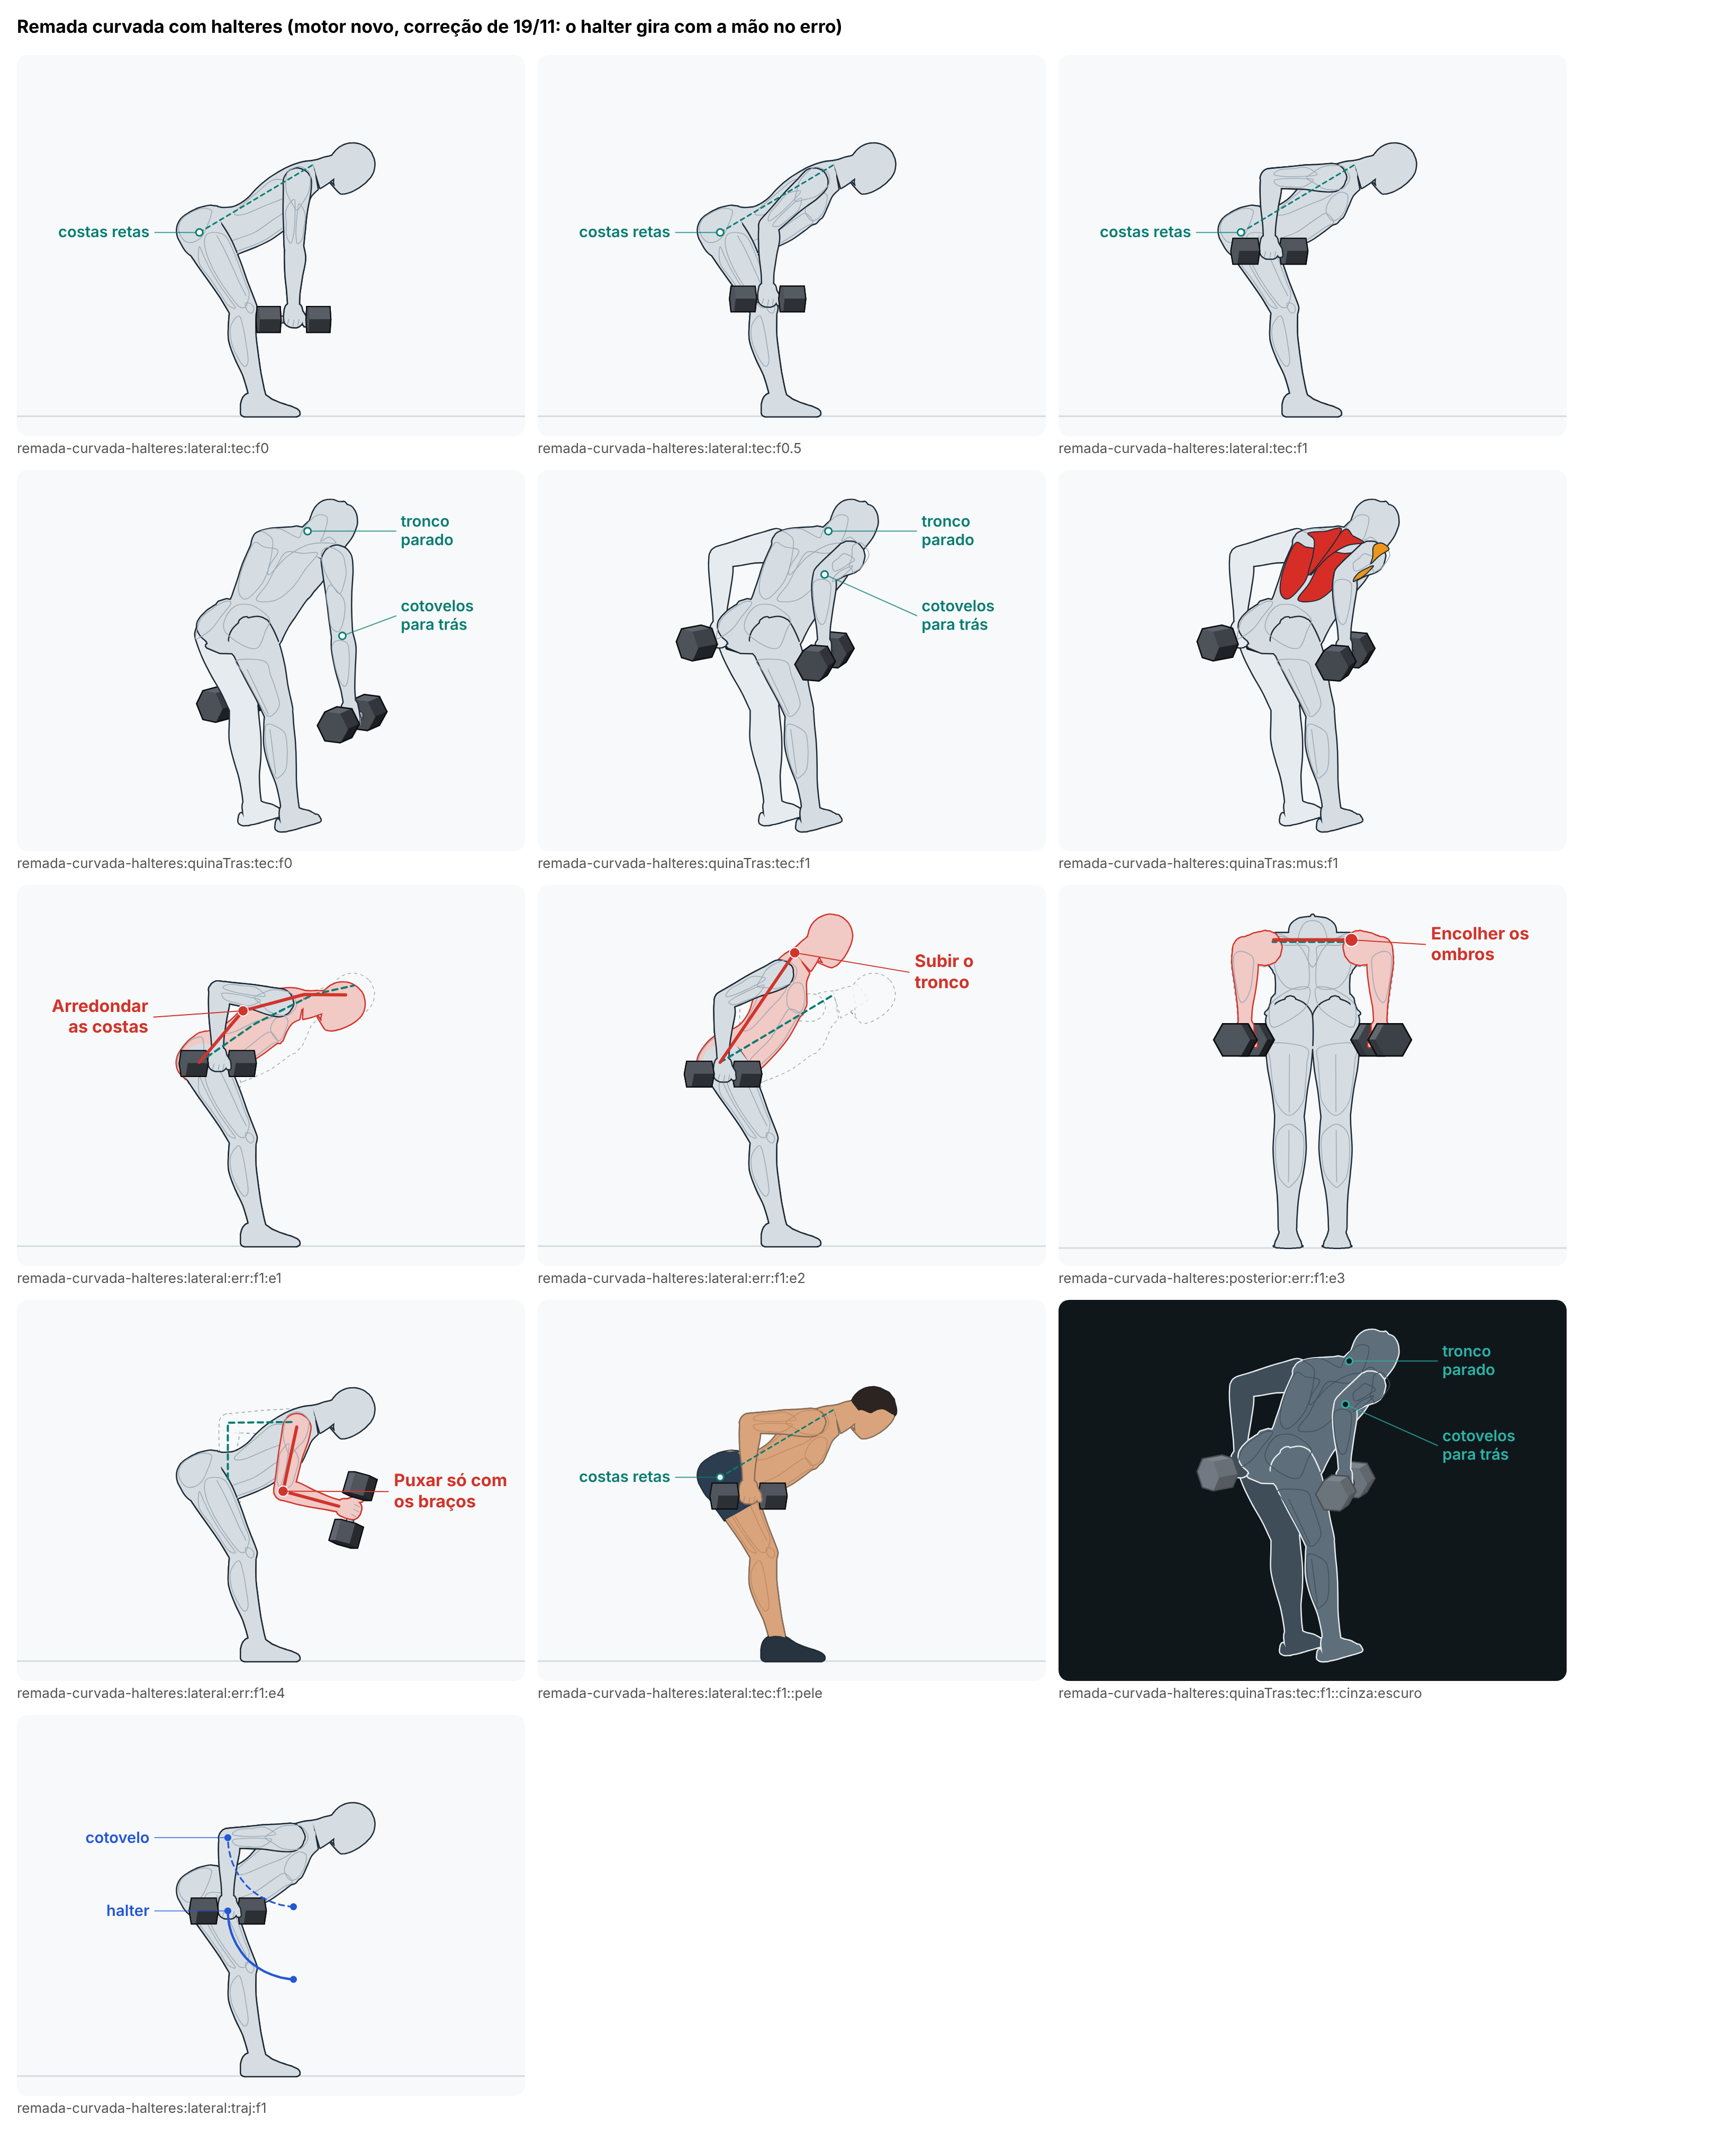 Remada curvada com halteres (motor novo, correção de 19/11: o halter gira com a mão no erro)
costas retas
costas retas
costas retas
remada-curvada-halteres:lateral:tec:f0
remada-curvada-halteres:lateral:tec:f0.5
remada-curvada-halteres:lateral:tec:f1
tronco
parado
cotovelos
para trás
tronco
parado
cotovelos
para trás
remada-curvada-halteres:quinaTras:tec:f0
remada-curvada-halteres:quinaTras:tec:f1
remada-curvada-halteres:quinaTras:mus:f1
Arredondar
as costas
Subir o
tronco
Encolher os
ombros
remada-curvada-halteres:lateral:err:f1:e1
remada-curvada-halteres:lateral:err:f1:e2
remada-curvada-halteres:posterior:err:f1:e3
Puxar só com
os braços
costas retas
tronco
parado
cotovelos
para trás
remada-curvada-halteres:lateral:err:f1:e4
remada-curvada-halteres:lateral:tec:f1::pele
remada-curvada-halteres:quinaTras:tec:f1::cinza:escuro
cotovelo
halter
remada-curvada-halteres:lateral:traj:f1